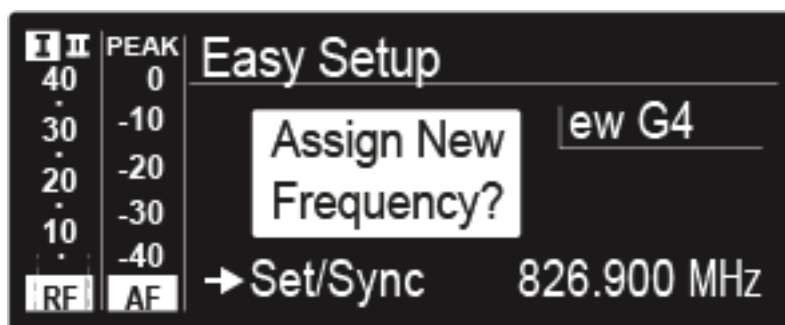 I II PEAK
Easy Setup
40 0
30 -10
20 -20
10 -30
-40
RF AF
Assign New
Frequency?
ew G4
Set/Sync 826.900 MHz